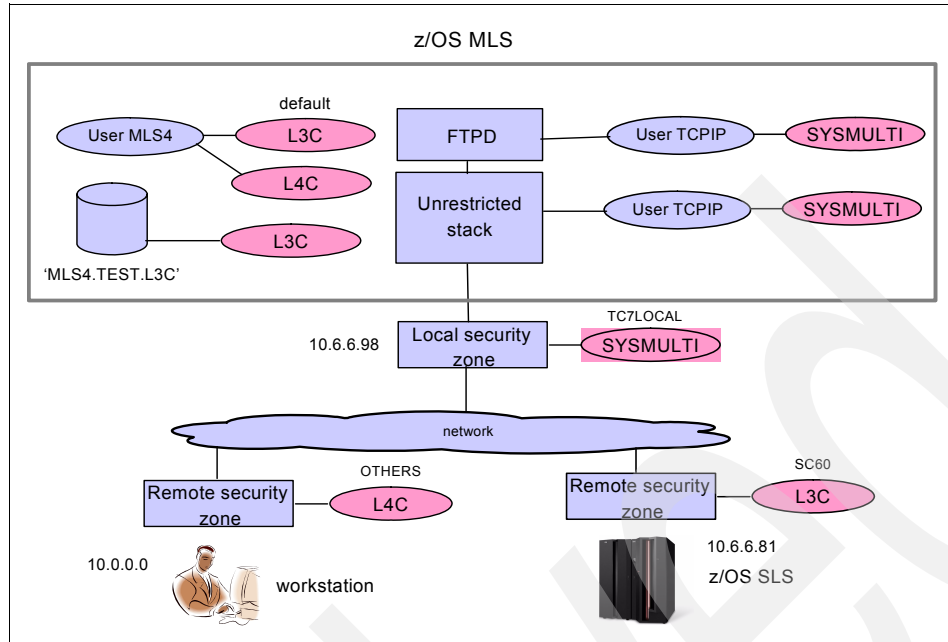 z/OS MLS
default
User MLS4
L3C
L4C
L3C
'MLS4.TEST.L3C'
FTPD
User TCPIP
SYSMULTI
Unrestricted
stack
User TCPIP
SYSMULTI
TC7LOCAL
10.6.6.98
Local security
zone
SYSMULTI
network
OTHERS
Remote security
zone
L4C
10.0.0.0
workstation
SC60
Remote security
zone
L3C
10.6.6.81
z/OS SLS